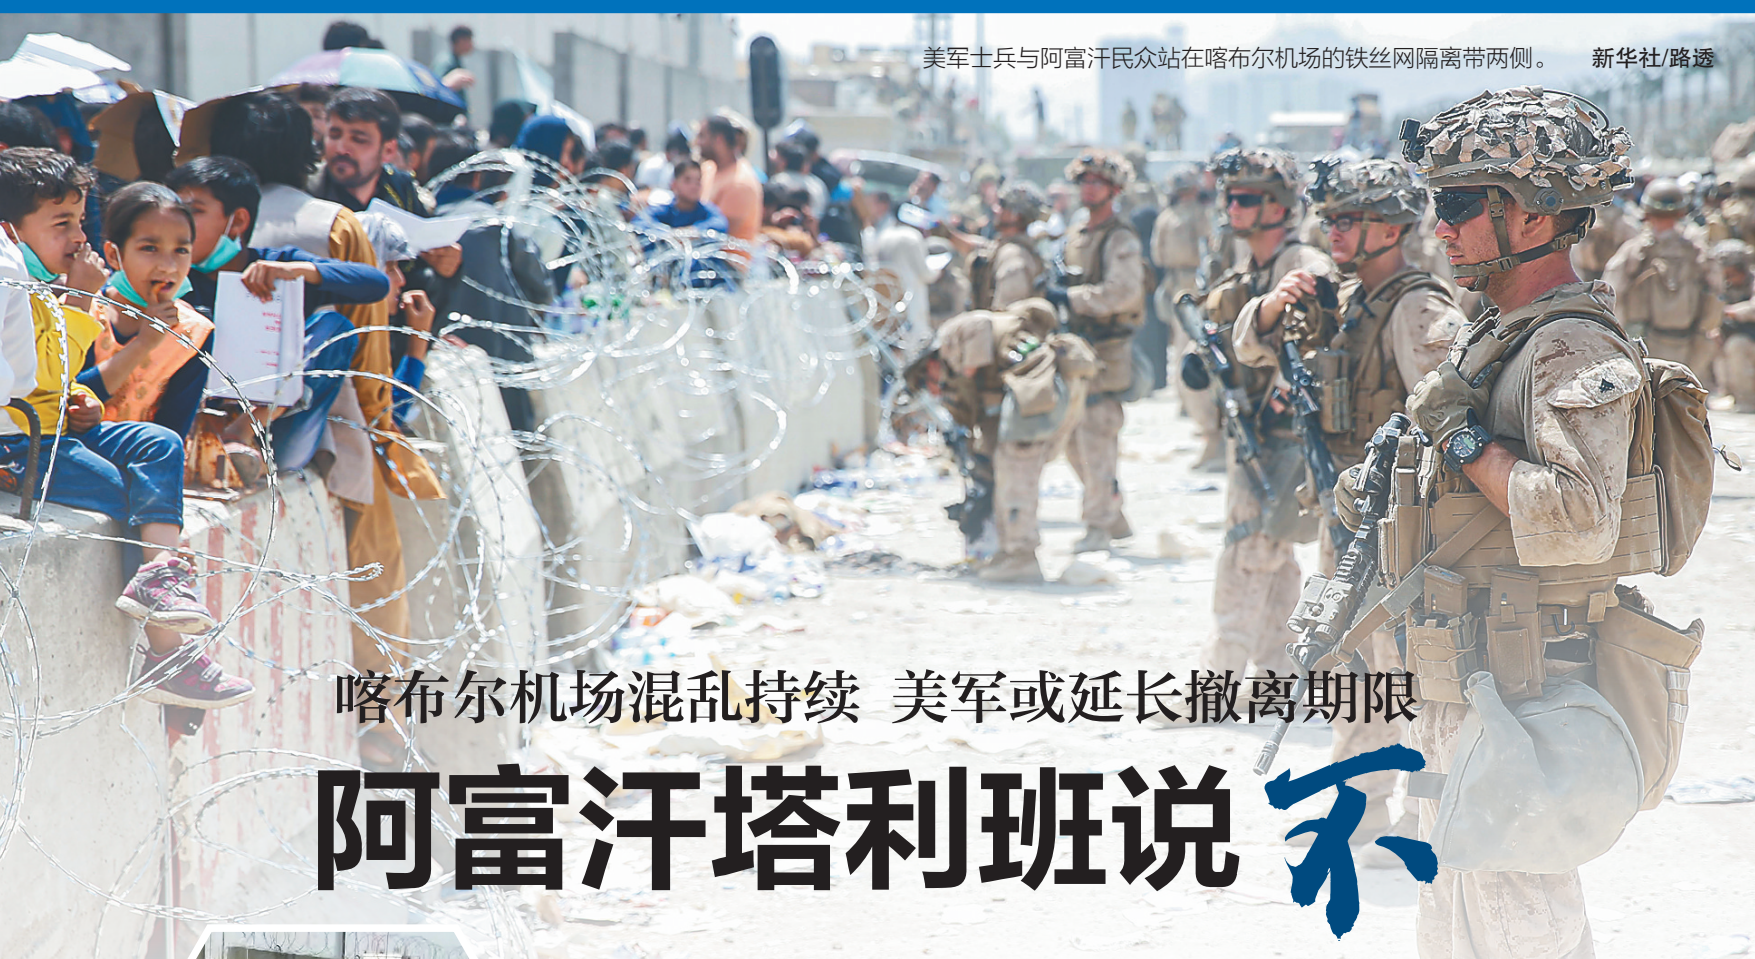 美军士兵与阿富汗民众站在喀布尔机场的铁丝网隔离带两侧。 新华社/路透
喀布尔机场混乱持续 美军或延长撤离期限
阿富汗塔利班说不